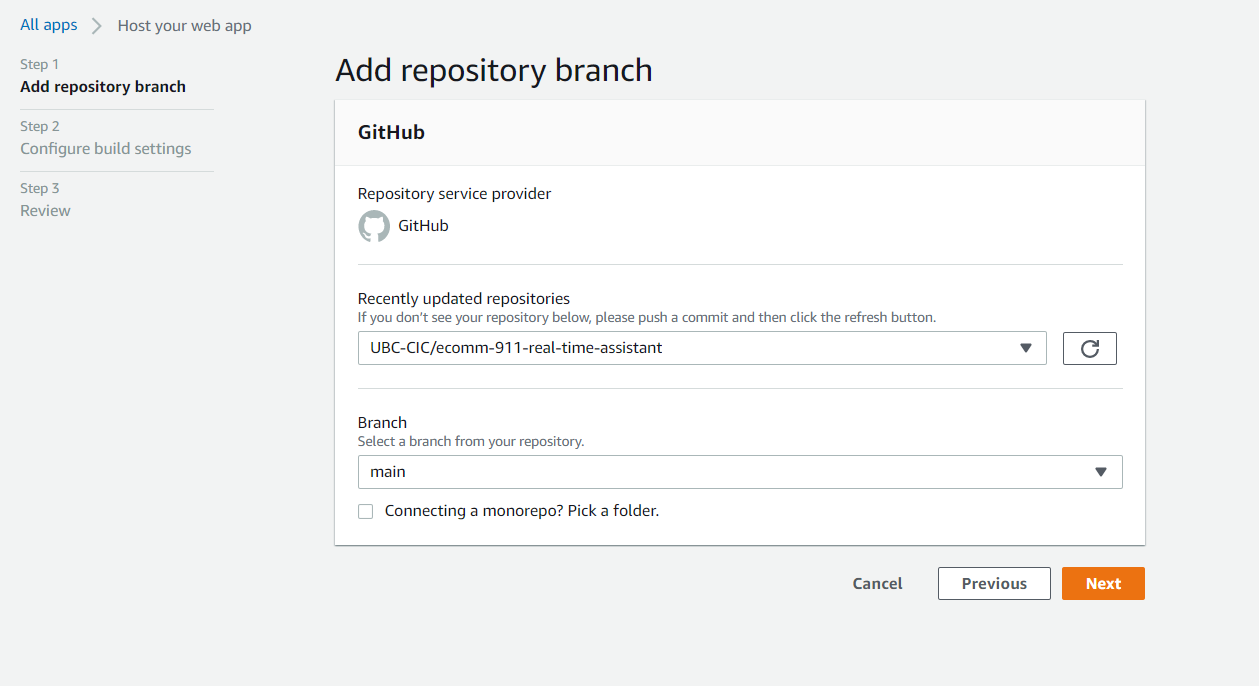 All apps
Host your web app
Step 1
Add repository branch
Step 2
Configure build settings
Step 3
Review
Add repository branch
GitHub
Repository service provider
GitHub
Recently updated repositories
If you don't see your repository below, please push a commit and then click the refresh button.
UBC-CIC/ecomm-911-real-time-assistant
Branch
Select a branch from your repository.
main
Connecting a monorepo? Pick a folder.
Cancel
Previous
Next